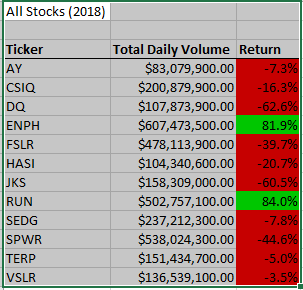 All Stocks (2018)
Ticker Total Daily Volume Return
AY $83,079,900.00 -7.3%
CSIQ $200,879,900.00 -16.3%
DQ $107,873,900.00 -62.6%
ENPH $607,473,500.00 81.9%
FSLR $478,113,900.00 -39.7%
HASI $104,340,600.00 -20.7%
JKS $158,309,000.00 -60.5%
RUN $502,757,100.00 84.0%
SEDG $237,212,300.00 -7.8%
SPWR $538,024,300.00 -44.6%
TERP $151,434,700.00 -5.0%
VSLR $136,539,100.00 -3.5%